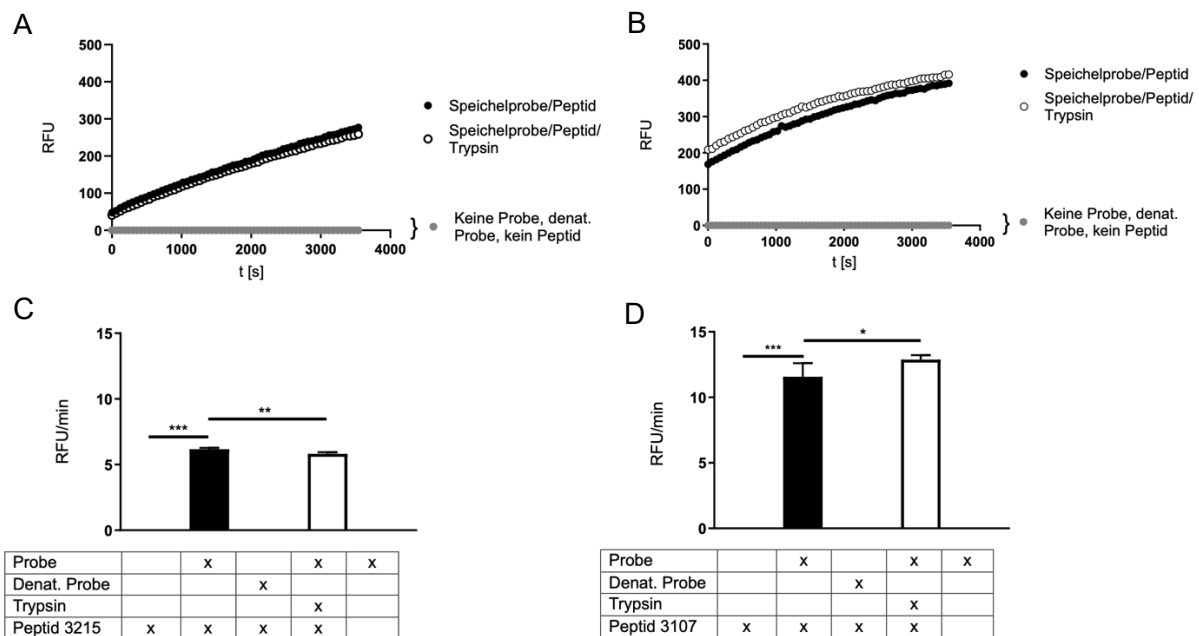 A
500
400
300
200
100
0
RFU
0 1000 2000 3000 4000
t [s]
Speichelprobe/Peptid
Speichelprobe/Peptid/
Trypsin
} Keine Probe, denat.
Probe, kein Peptid
B
500
400
300
200
100
0
RFU
0 1000 2000 3000 4000
t [s]
Speichelprobe/Peptid
Speichelprobe/Peptid/
Trypsin
} Keine Probe, denat.
Probe, kein Peptid
C
15
10
5
0
RFU/min
***
**
Probe x x x
Denat. Probe x
Trypsin x
Peptid 3215 x x x x
D
15
10
5
0
RFU/min
***
*
Probe x x x
Denat. Probe x
Trypsin x
Peptid 3107 x x x x